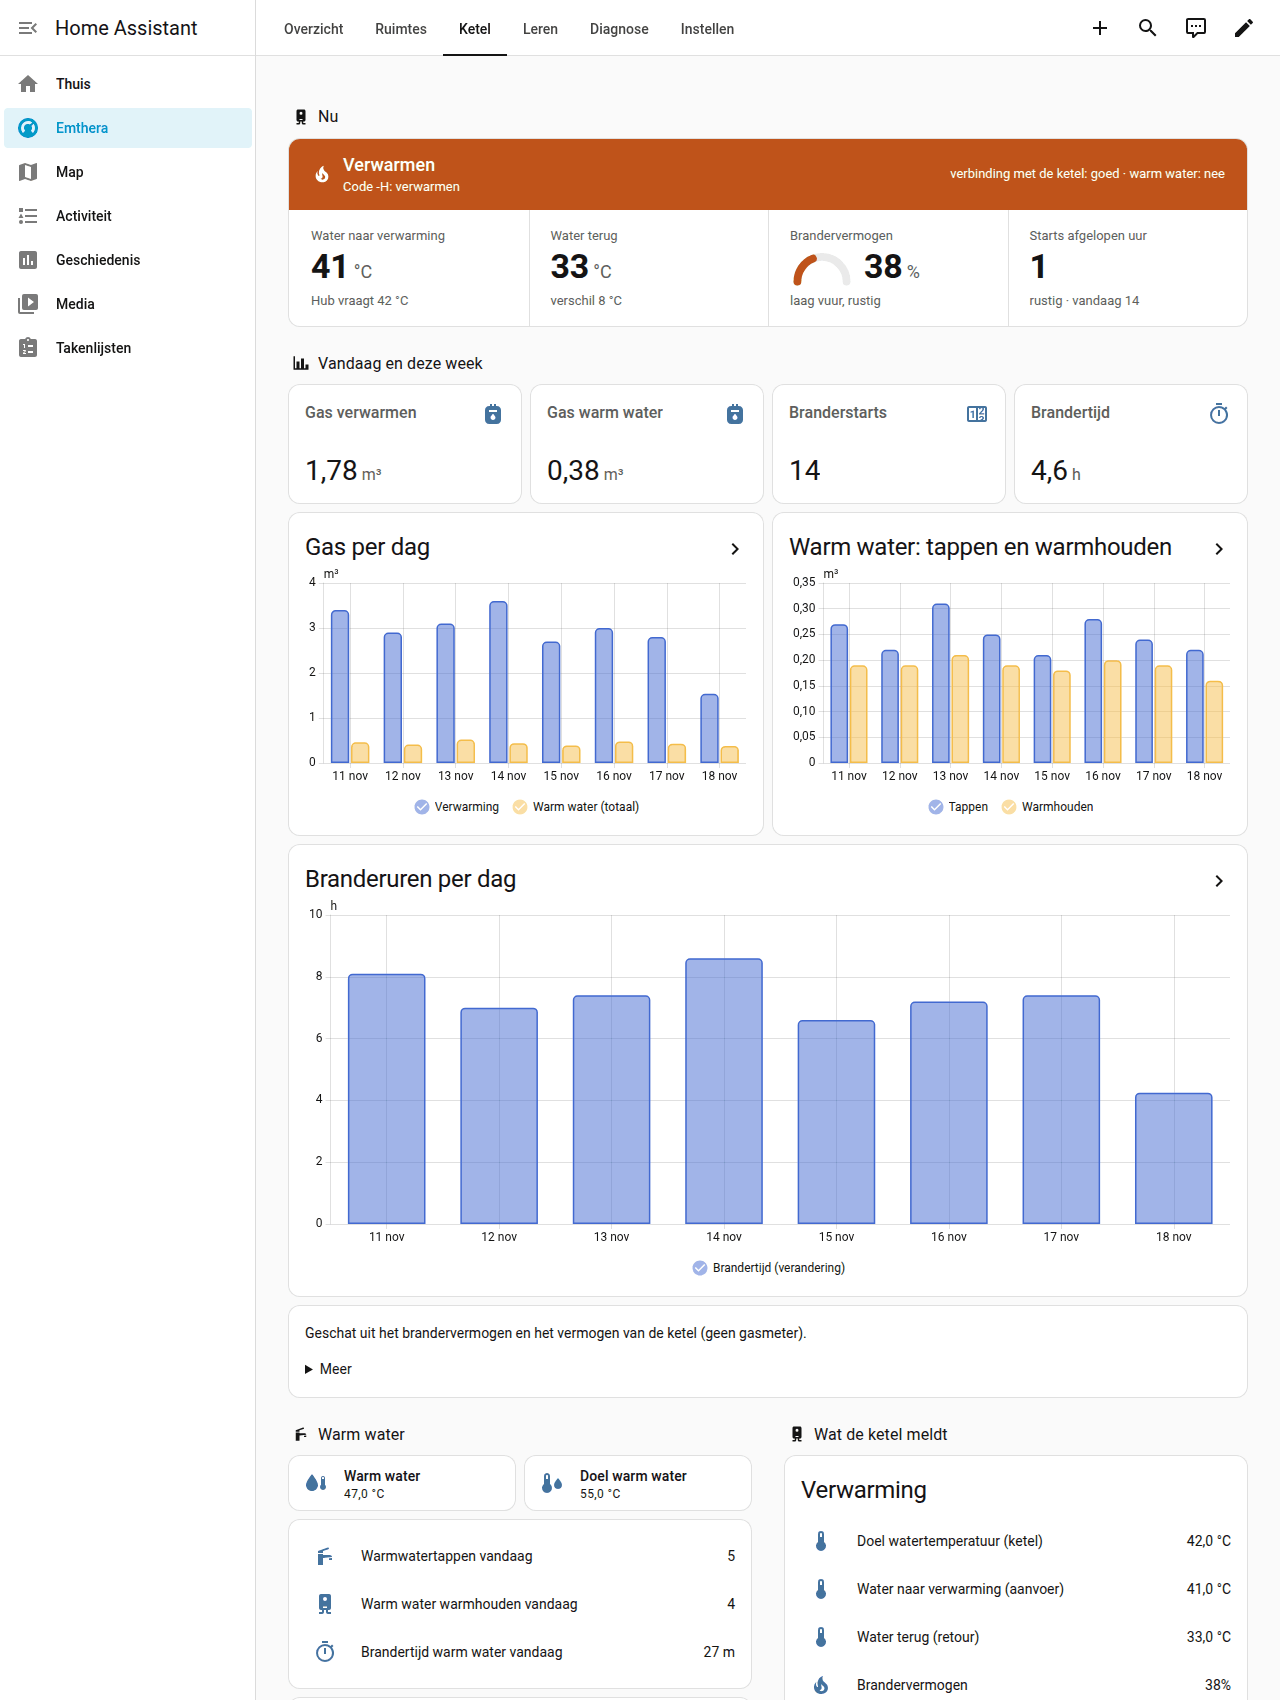 Home Assistant
Overzicht
Ruimtes
Ketel
Leren
Diagnose
Instellen
Thuis
Emthera
Map
Activiteit
Geschiedenis
Media
Takenlijsten
Nu
Verwarmen
Code -H: verwarmen
verbinding met de ketel: goed · warm water: nee
Water naar verwarming
41 °C
Hub vraagt 42 °C
Water terug
33 °C
verschil 8 °C
Brandervermogen
38 %
laag vuur, rustig
Starts afgelopen uur
1
rustig · vandaag 14
Vandaag en deze week
Gas verwarmen
1,78 m³
Gas warm water
0,38 m³
Branderstarts
14
Brandertijd
4,6 h
Gas per dag
m³
4
3
2
1
0
11 nov
12 nov
13 nov
14 nov
15 nov
16 nov
17 nov
18 nov
Verwarming
Warm water (totaal)
Warm water: tappen en warmhouden
m³
0,35
0,30
0,25
0,20
0,15
0,10
0,05
0
11 nov
12 nov
13 nov
14 nov
15 nov
16 nov
17 nov
18 nov
Tappen
Warmhouden
Branderuren per dag
h
10
8
6
4
2
0
11 nov
12 nov
13 nov
14 nov
15 nov
16 nov
17 nov
18 nov
Brandertijd (verandering)
Geschat uit het brandervermogen en het vermogen van de ketel (geen gasmeter).
Meer
Warm water
Warm water
47,0 °C
Doel warm water
55,0 °C
Warmwatertappen vandaag 5
Warm water warmhouden vandaag 4
Brandertijd warm water vandaag 27 m
Wat de ketel meldt
Verwarming
Doel watertemperatuur (ketel) 42,0 °C
Water naar verwarming (aanvoer) 41,0 °C
Water terug (retour) 33,0 °C
Brandervermogen 38%